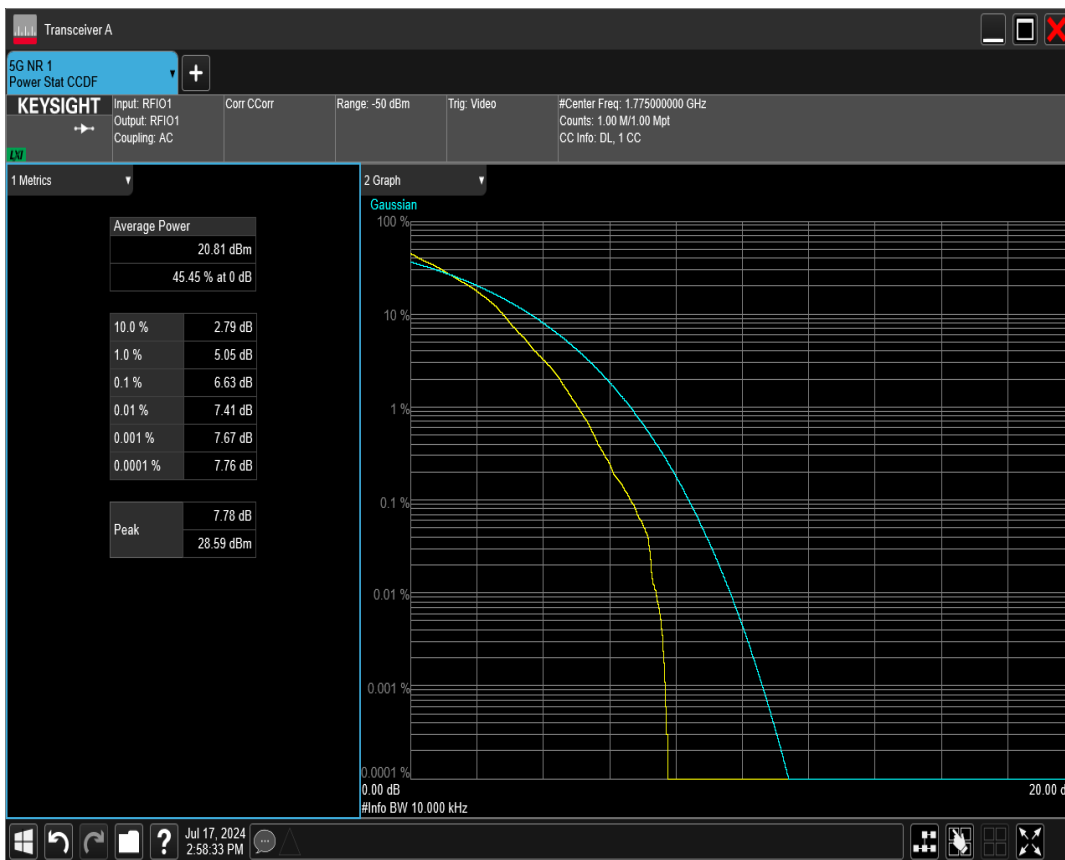 Transceiver A
5G NR 1
Power Stat CCDF
KEYSIGHT
LXI
Input: RFIO1
Output: RFIO1
Coupling: AC
Corr CCorr
Range: -50 dBm
Trig: Video
#Center Freq: 1.775000000 GHz
Counts: 1.00 M/1.00 Mpt
CC Info: DL, 1 CC
1 Metrics
Average Power
20.81 dBm
45.45 % at 0 dB
10.0 % 2.79 dB
1.0 % 5.05 dB
0.1 % 6.63 dB
0.01 % 7.41 dB
0.001 % 7.67 dB
0.0001 % 7.76 dB
Peak
7.78 dB
28.59 dBm
2 Graph
Gaussian
100 %
10 %
1 %
0.1 %
0.01 %
0.001 %
0.0001 %
0.00 dB
20.00 d
#Info BW 10.000 kHz
?
Jul 17, 2024
2:58:33 PM